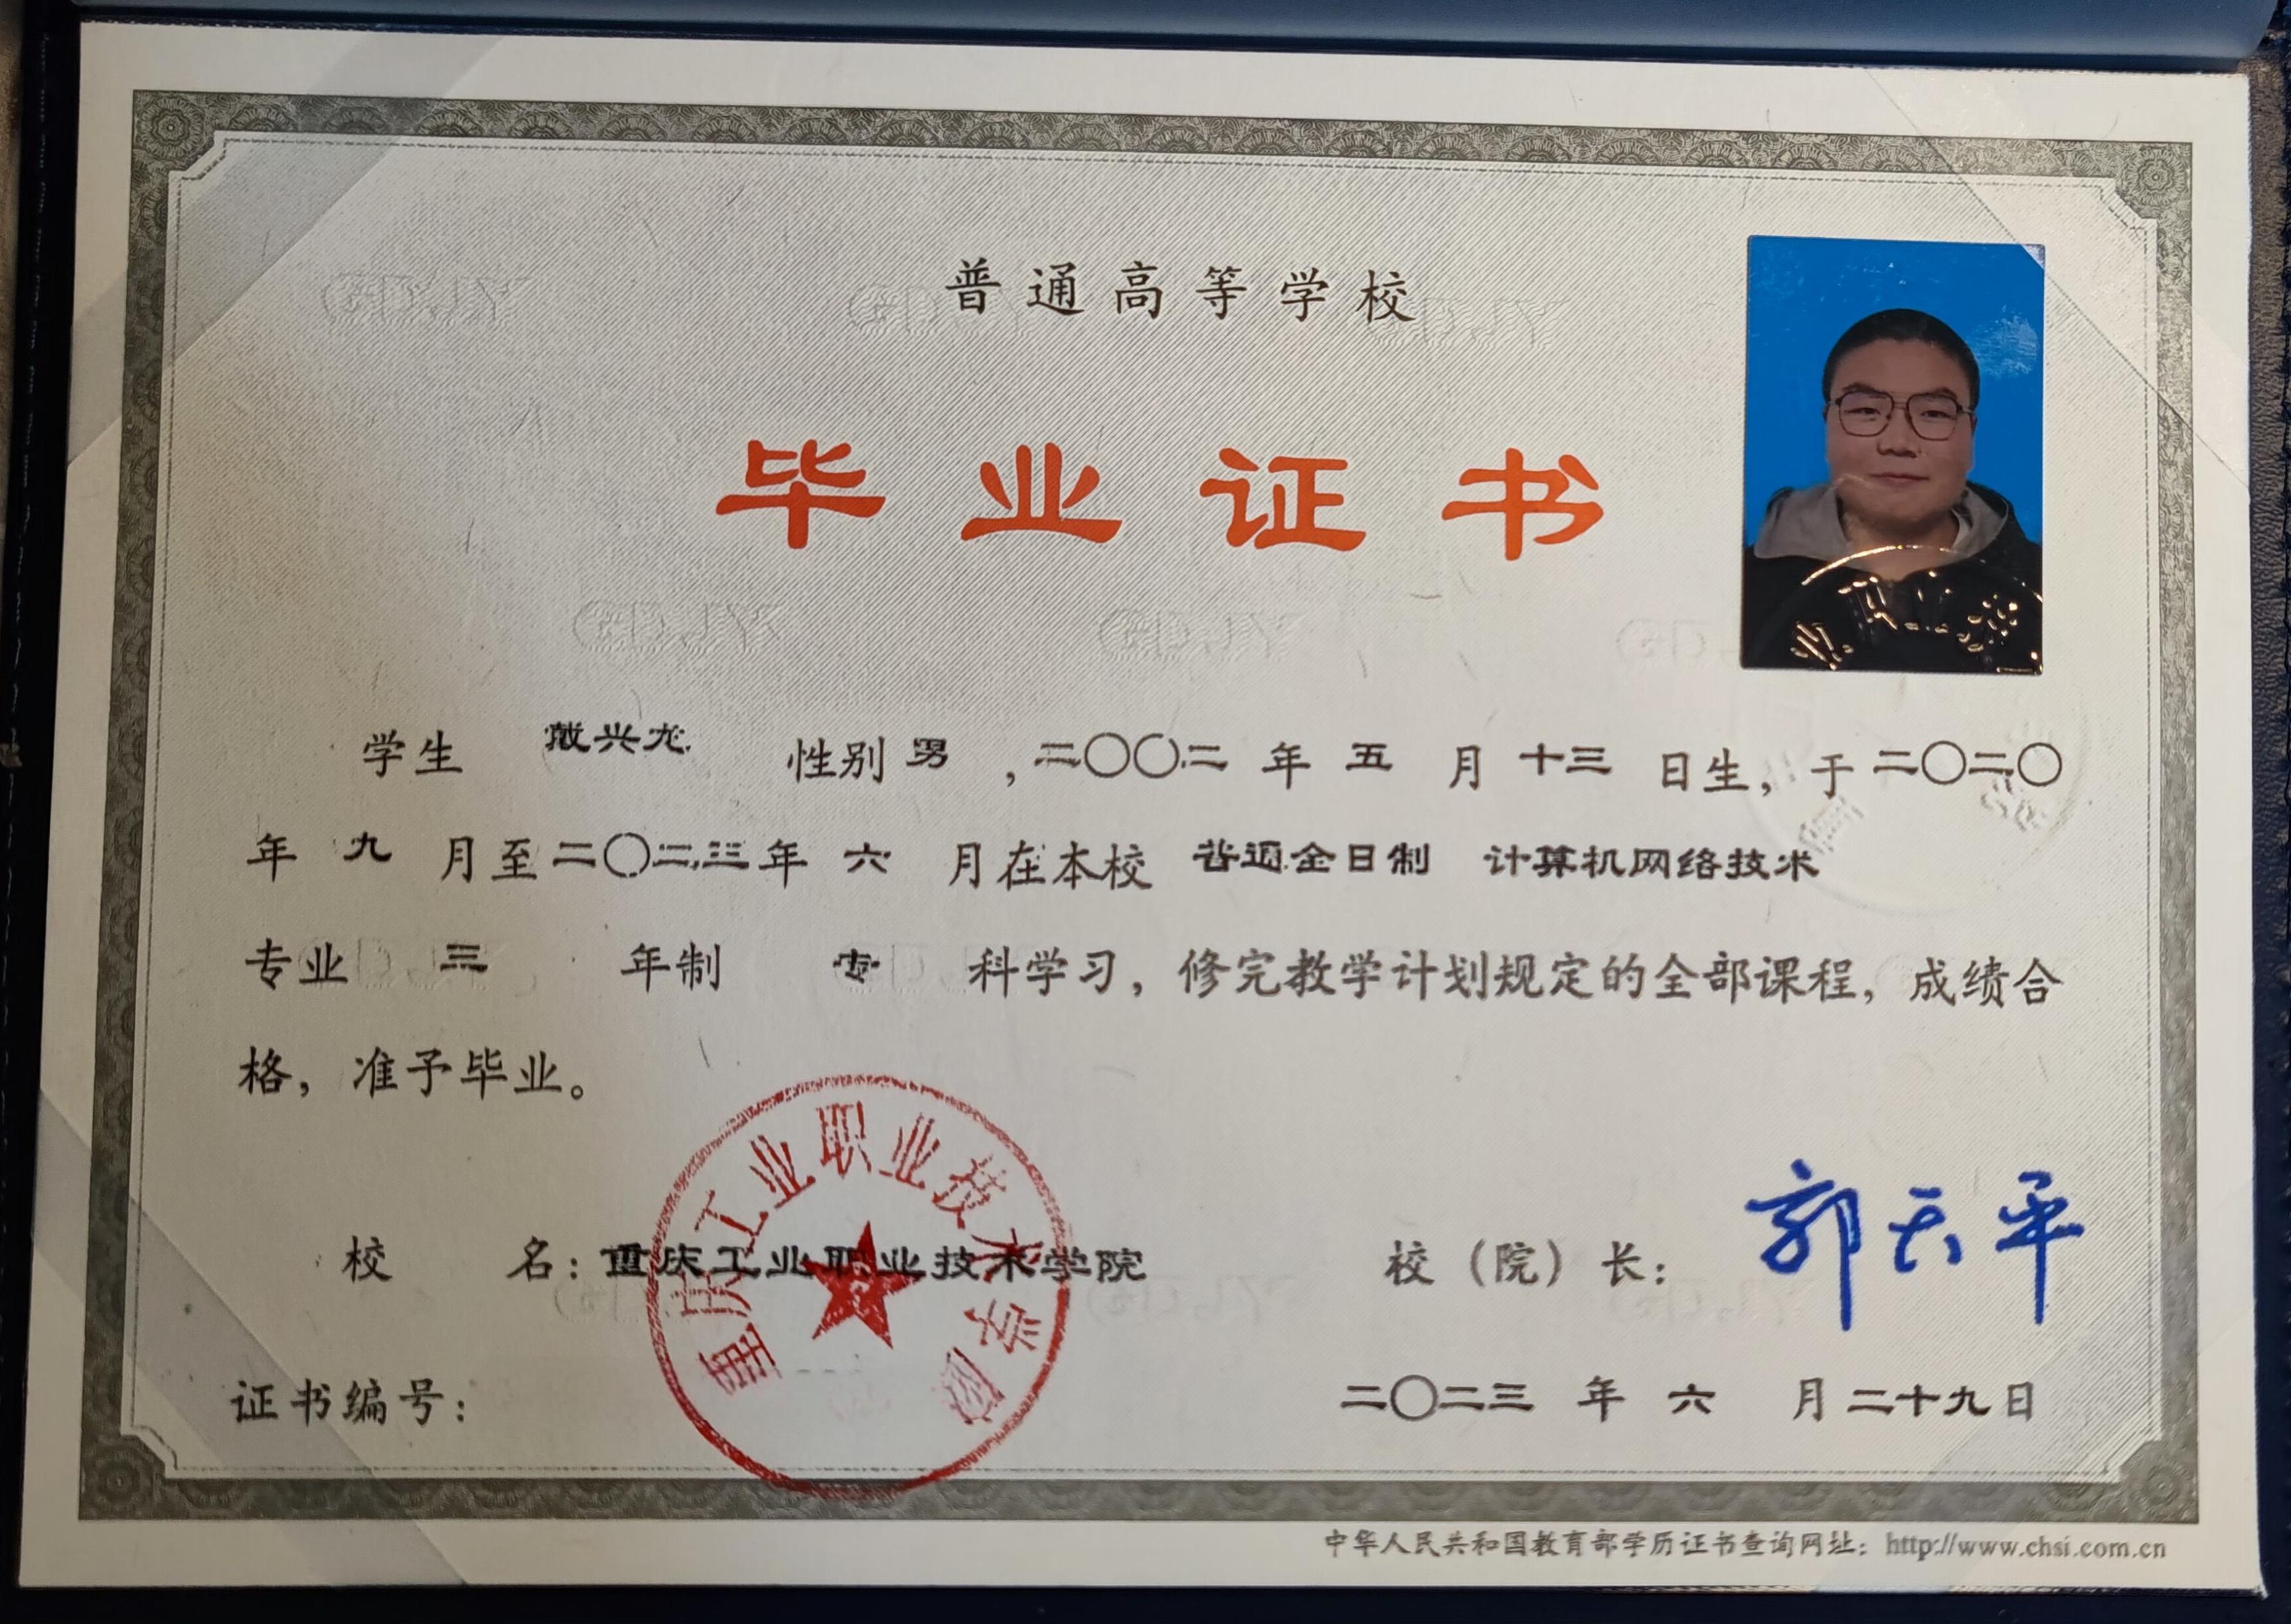 普通高等学校
毕业证书
学生 戴兴龙 性别 男 ,二〇〇二 年 五 月 十三 日生，于 二〇二〇
年 九 月至 二〇二三 年 六 月在本校 普通全日制 计算机网络技术
专业 三 年制 专 科学习，修完教学计划规定的全部课程，成绩合
格，准予毕业。
校 名：重庆工业职业技术学院
重庆工业职业技术学院
校（院）长：郭天平
证书编号：
二〇二三 年 六 月 二十九日
中华人民共和国教育部学历证书查询网址：http://www.chsi.com.cn